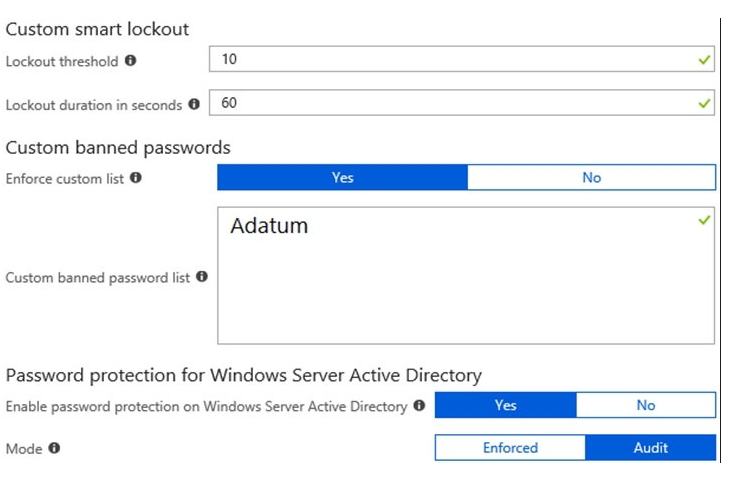 Custom smart lockout
Lockout threshold 10
Lockout duration in seconds 60
Custom banned passwords
Enforce custom list Yes No
Adatum
Custom banned password list
Password protection for Windows Server Active Directory
Enable password protection on Windows Server Active Directory Yes No
Mode Enforced Audit